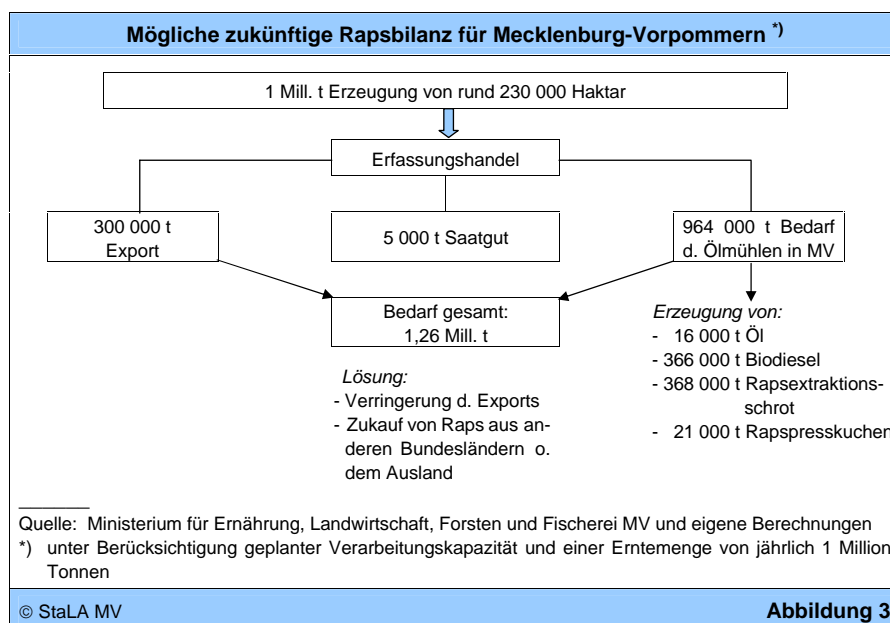 Mögliche zukünftige Rapsbilanz für Mecklenburg-Vorpommern *)
1 Mill. t Erzeugung von rund 230 000 Haktar
Erfassungshandel
300 000 t
Export
5 000 t Saatgut
964 000 t Bedarf
d. Ölmühlen in MV
Bedarf gesamt:
1,26 Mill. t
Lösung:
- Verringerung d. Exports
- Zukauf von Raps aus an-
deren Bundesländern o.
dem Ausland
Erzeugung von:
- 16 000 t Öl
- 366 000 t Biodiesel
- 368 000 t Rapsextraktions-
schrot
- 21 000 t Rapspresskuchen
Quelle: Ministerium für Ernährung, Landwirtschaft, Forsten und Fischerei MV und eigene Berechnungen
*) unter Berücksichtigung geplanter Verarbeitungskapazität und einer Erntemenge von jährlich 1 Million
Tonnen
© StaLA MV
Abbildung 3